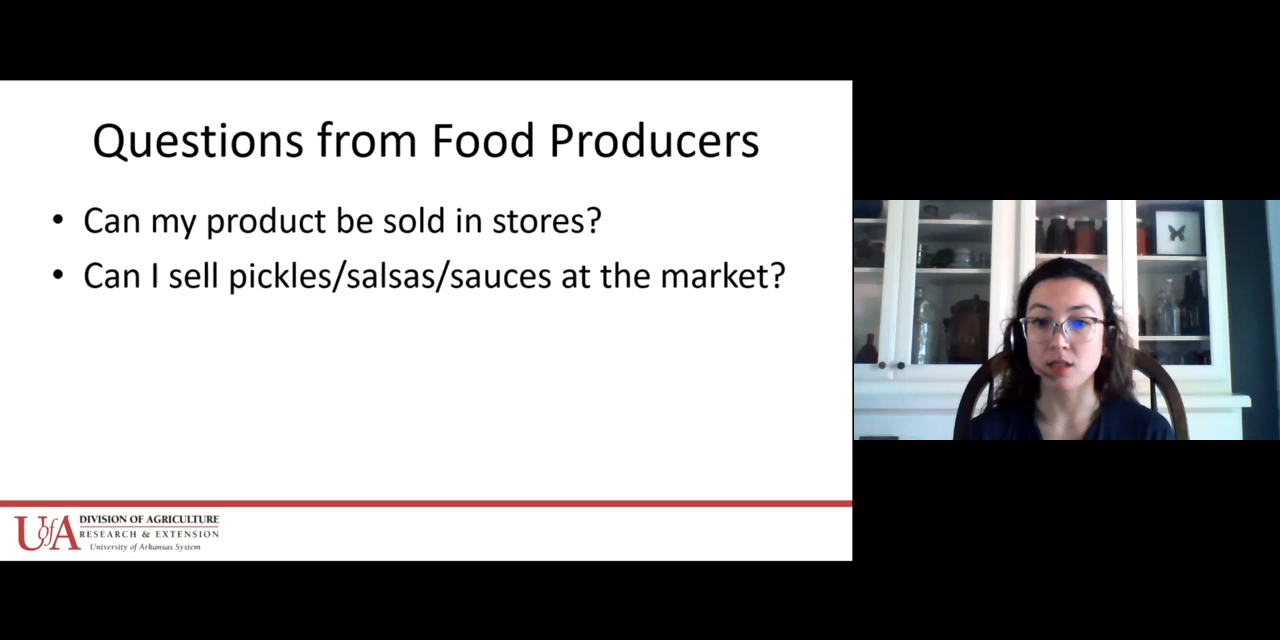 Questions from Food Producers
• Can my product be sold in stores?
• Can I sell pickles/salsas/sauces at the market?
UofA
DIVISION OF AGRICULTURE
RESEARCH & EXTENSION
University of Arkansas System